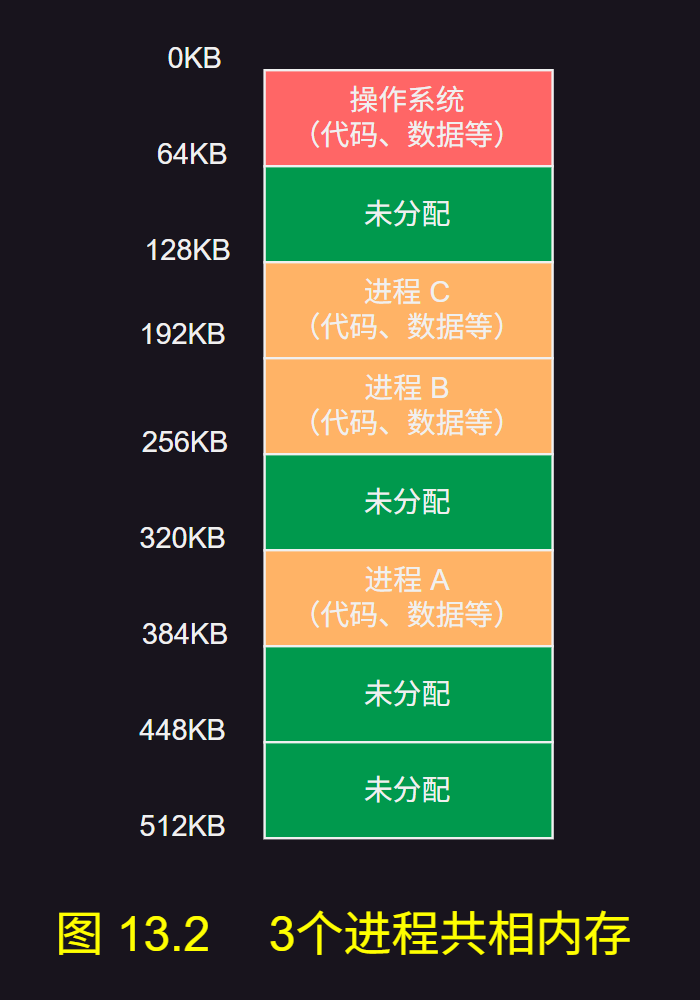 0KB
操作系统
（代码、数据等）
64KB
未分配
128KB
进程 C
（代码、数据等）
192KB
进程 B
（代码、数据等）
256KB
未分配
320KB
进程 A
（代码、数据等）
384KB
未分配
448KB
未分配
512KB
图 13.2 3个进程共相内存